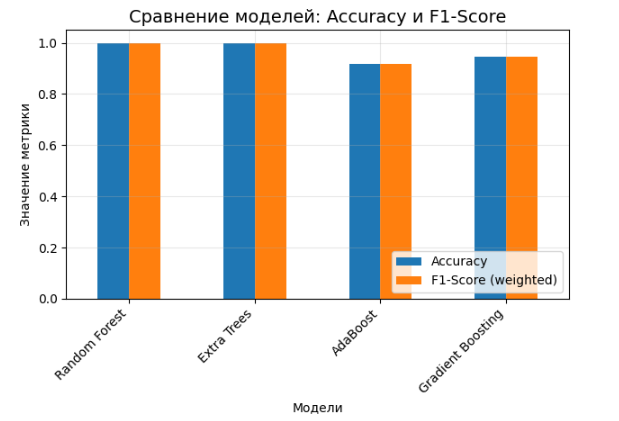 Сравнение моделей: Accuracy и F1-Score
Значение метрики
1.0
0.8
0.6
0.4
0.2
0.0
Accuracy
F1-Score (weighted)
Random Forest
Extra Trees
AdaBoost
Gradient Boosting
Модели